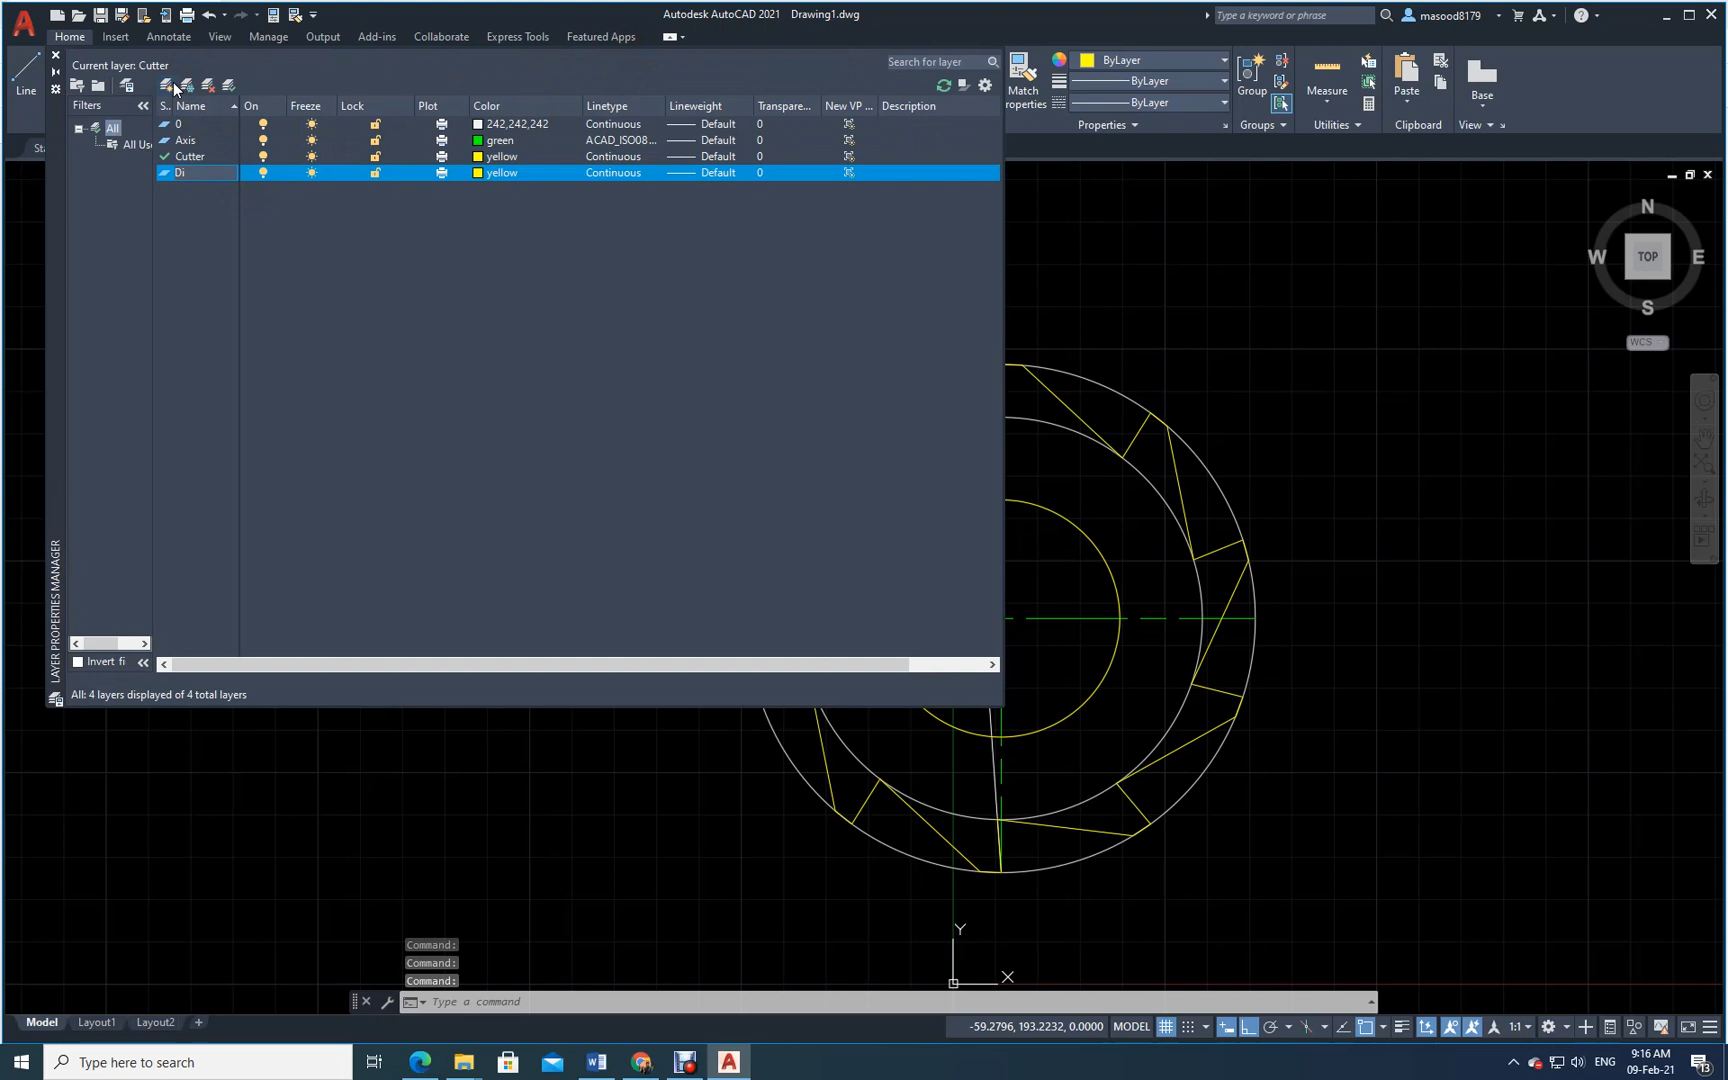 Autodesk AutoCAD 2021 Drawing1.dwg
Type a keyword or phrase
masood8179
Home Insert Annotate View Manage Output Add-ins Collaborate Express Tools Featured Apps
Line
Current layer: Cutter
Search for layer
Filters
S.. Name On Freeze Lock Plot Color Linetype Lineweight Transpare... New VP ... Description
All
All Use
0 242,242,242 Continuous Default 0
Axis green ACAD_ISO08... Default 0
Cutter yellow Continuous Default 0
Di yellow Continuous Default 0
Match properties
ByLayer
ByLayer
ByLayer
Properties
Group
Groups
Measure
Utilities
Paste
Clipboard
Base
View
Sta
N
W TOP E
S
WCS
LAYER PROPERTIES MANAGER
Invert fi
All: 4 layers displayed of 4 total layers
Y
X
Command:
Command:
Command:
Type a command
Model Layout1 Layout2 +
-59.2796, 193.2232, 0.0000 MODEL 1:1
Type here to search
ENG
9:16 AM
09-Feb-21
13